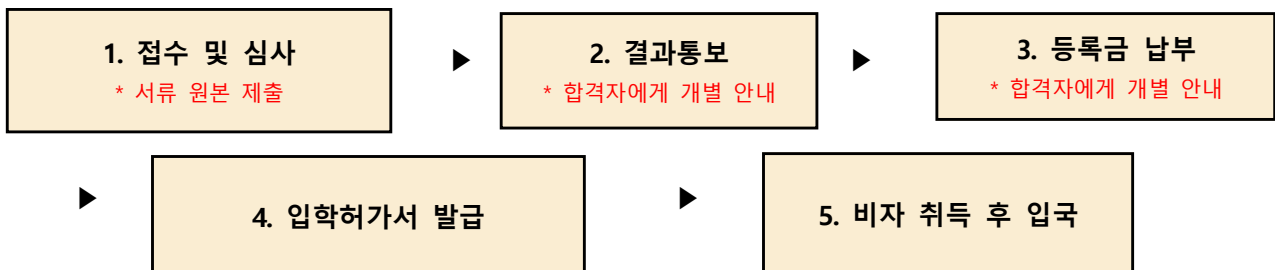 1. 접수 및 심사
* 서류 원본 제출
▶
2. 결과통보
* 합격자에게 개별 안내
▶
3. 등록금 납부
* 합격자에게 개별 안내
▶
4. 입학허가서 발급
▶
5. 비자 취득 후 입국